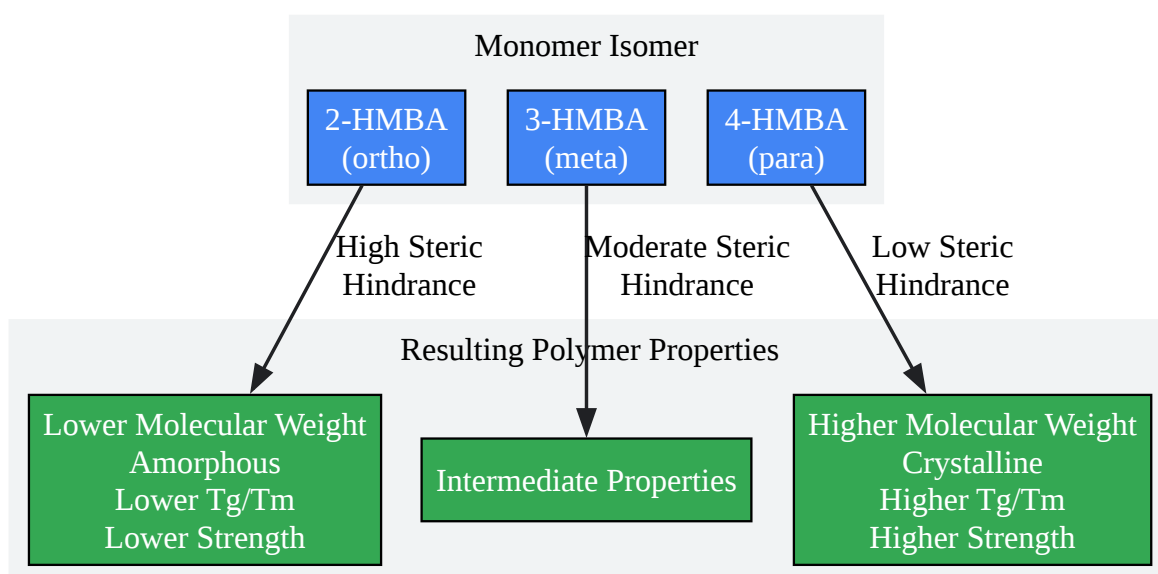 Monomer Isomer
2-HMBA
(ortho)
3-HMBA
(meta)
4-HMBA
(para)
High Steric
Hindrance
Moderate Steric
Hindrance
Low Steric
Hindrance
Resulting Polymer Properties
Lower Molecular Weight
Amorphous
Lower Tg/Tm
Lower Strength
Intermediate Properties
Higher Molecular Weight
Crystalline
Higher Tg/Tm
Higher Strength